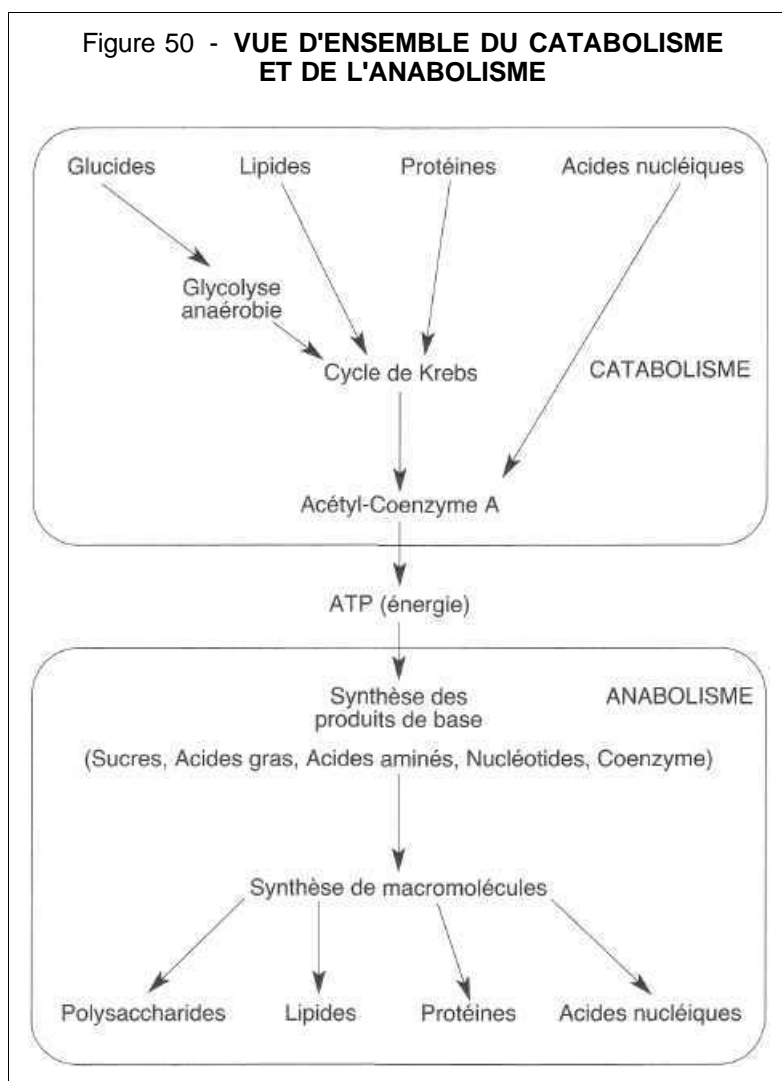 Figure 50 - VUE D'ENSEMBLE DU CATABOLISME
ET DE L'ANABOLISME
Glucides Lipides Protéines Acides nucléiques
Glycolyse
anaérobie
Cycle de Krebs CATABOLISME
Acétyl-Coenzyme A
ATP (énergie)
Synthèse des ANABOLISME
produits de base
(Sucres, Acides gras, Acides aminés, Nucléotides, Coenzyme)
Synthèse de macromolécules
Polysaccharides Lipides Protéines Acides nucléiques